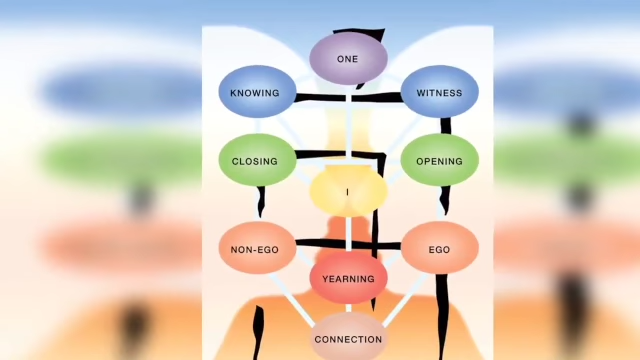 ONE
KNOWING
WITNESS
CLOSING
OPENING
I
NON-EGO
EGO
YEARNING
CONNECTION